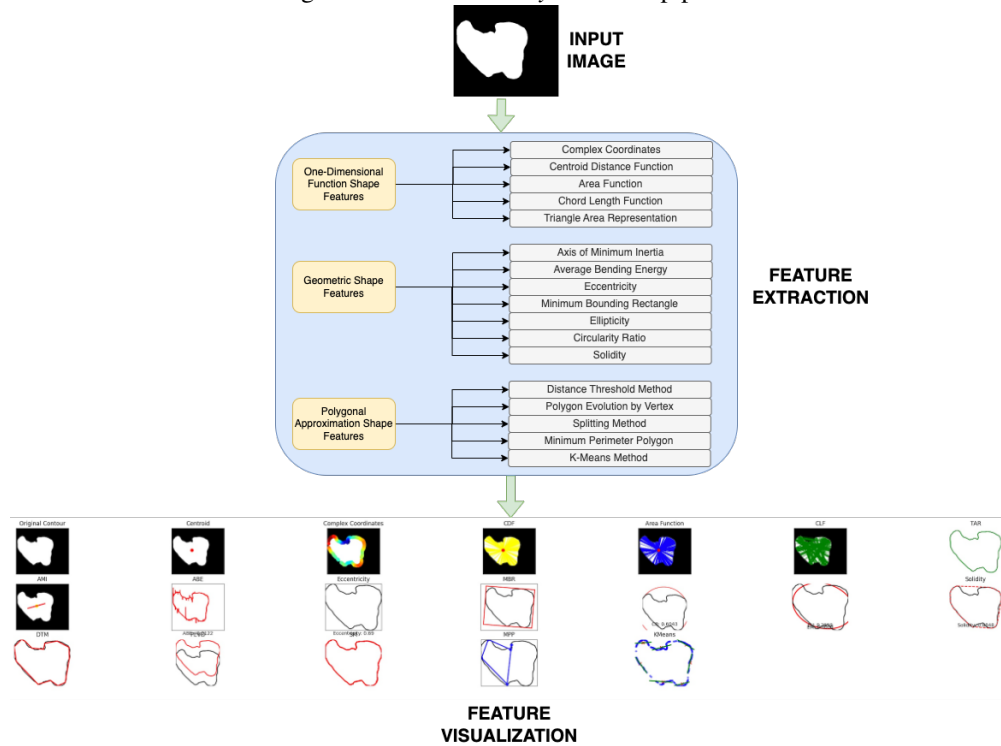 INPUT
IMAGE
One-Dimensional
Function Shape
Features
Complex Coordinates
Centroid Distance Function
Area Function
Chord Length Function
Triangle Area Representation
Geometric Shape
Features
Axis of Minimum Inertia
Average Bending Energy
Eccentricity
Minimum Bounding Rectangle
Ellipticity
Circularity Ratio
Solidity
FEATURE
EXTRACTION
Polygonal
Approximation Shape
Features
Distance Threshold Method
Polygon Evolution by Vertex
Splitting Method
Minimum Perimeter Polygon
K-Means Method
Original Contour
Centroid
Complex Coordinates
CDF
Area Function
CLF
TAR
AMI
ABE
Eccentricity
MBR
Solidity
DTM
MPP
KMeans
FEATURE
VISUALIZATION